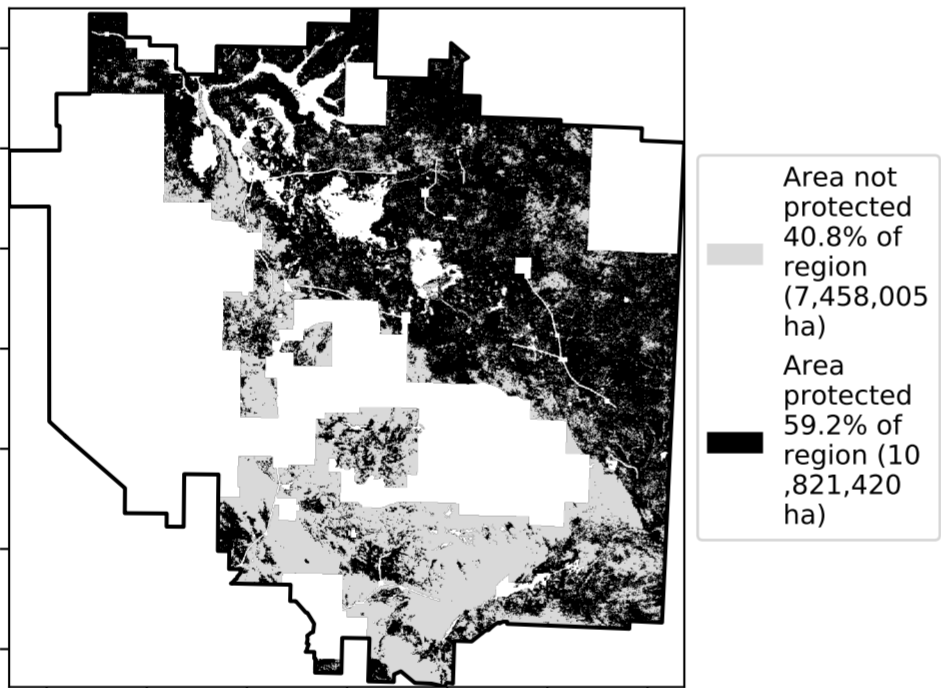 Area not
protected
40.8% of
region
(7,458,005
ha)
Area
protected
59.2% of
region (10
,821,420
ha)